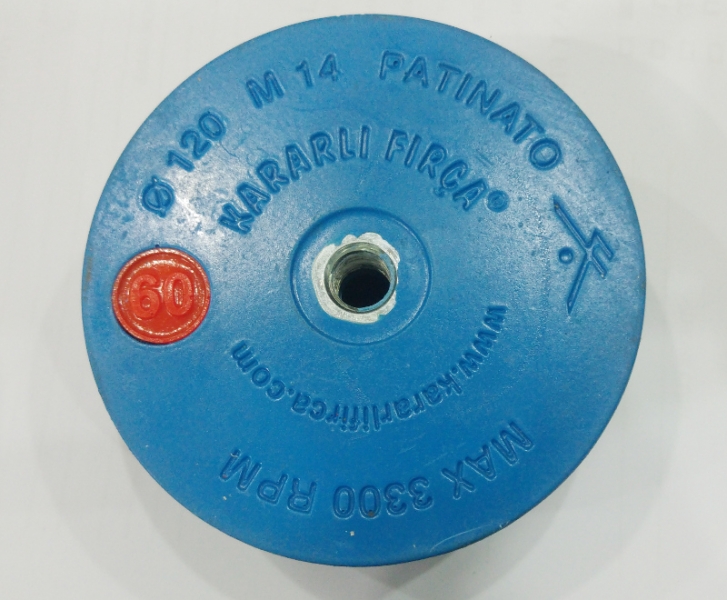 Ø 120 M 14 PATINATO
KARARLI FIRÇA®
60
www.kararlifirca.com
MAX 3300 RPM